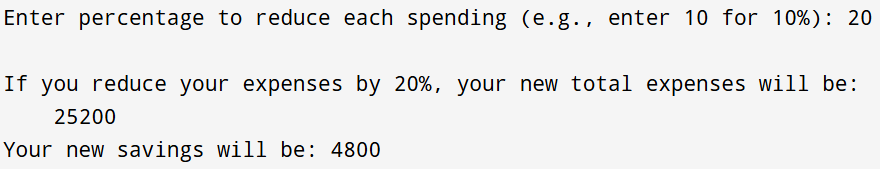 Enter percentage to reduce each spending (e.g., enter 10 for 10%): 20
If you reduce your expenses by 20%, your new total expenses will be:
25200
Your new savings will be: 4800